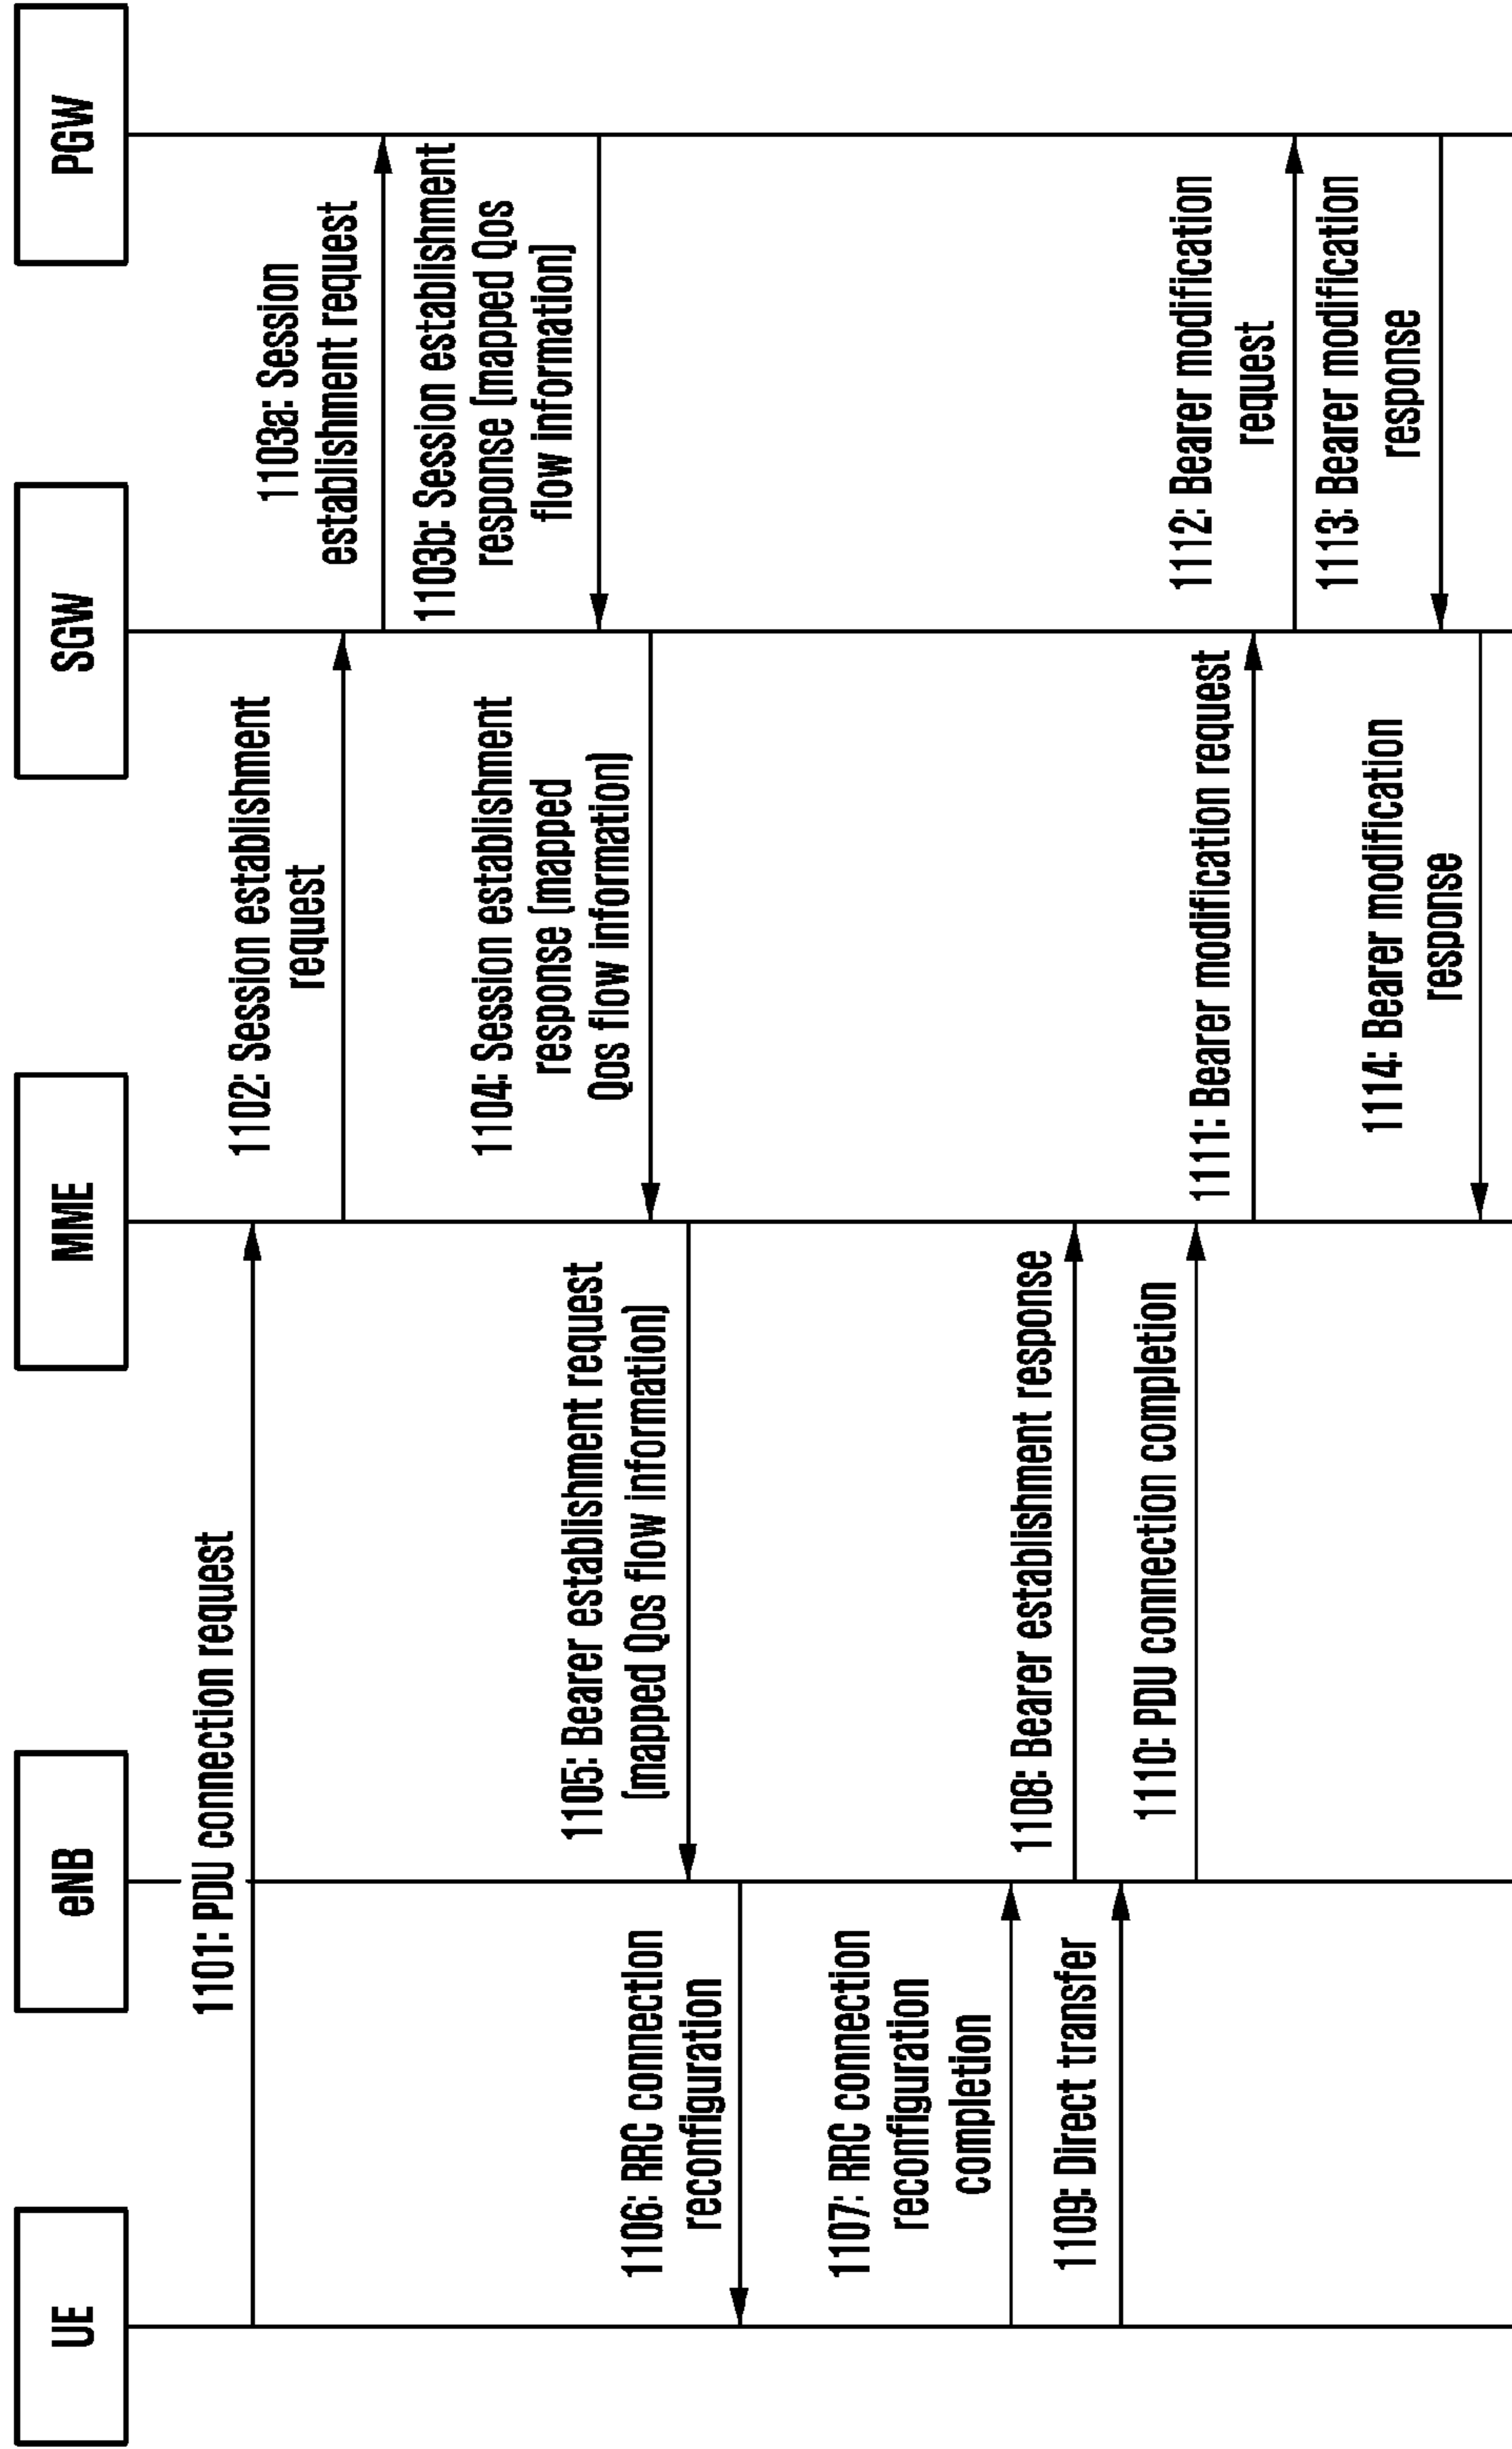 UE
eNB
MME
SGW
PGW
1101: PDU connection request
1102: Session establishment
request
1103a: Session
establishment request
1103b: Session establishment
response (mapped Qos
flow information)
1104: Session establishment
response (mapped
Qos flow information)
1105: Bearer establishment request
(mapped Qos flow information)
1106: RRC connection
reconfiguration
1107: RRC connection
reconfiguration
completion
1108: Bearer establishment response
1109: Direct transfer
1110: PDU connection completion
1111: Bearer modification request
1112: Bearer modification
request
1113: Bearer modification
response
1114: Bearer modification
response